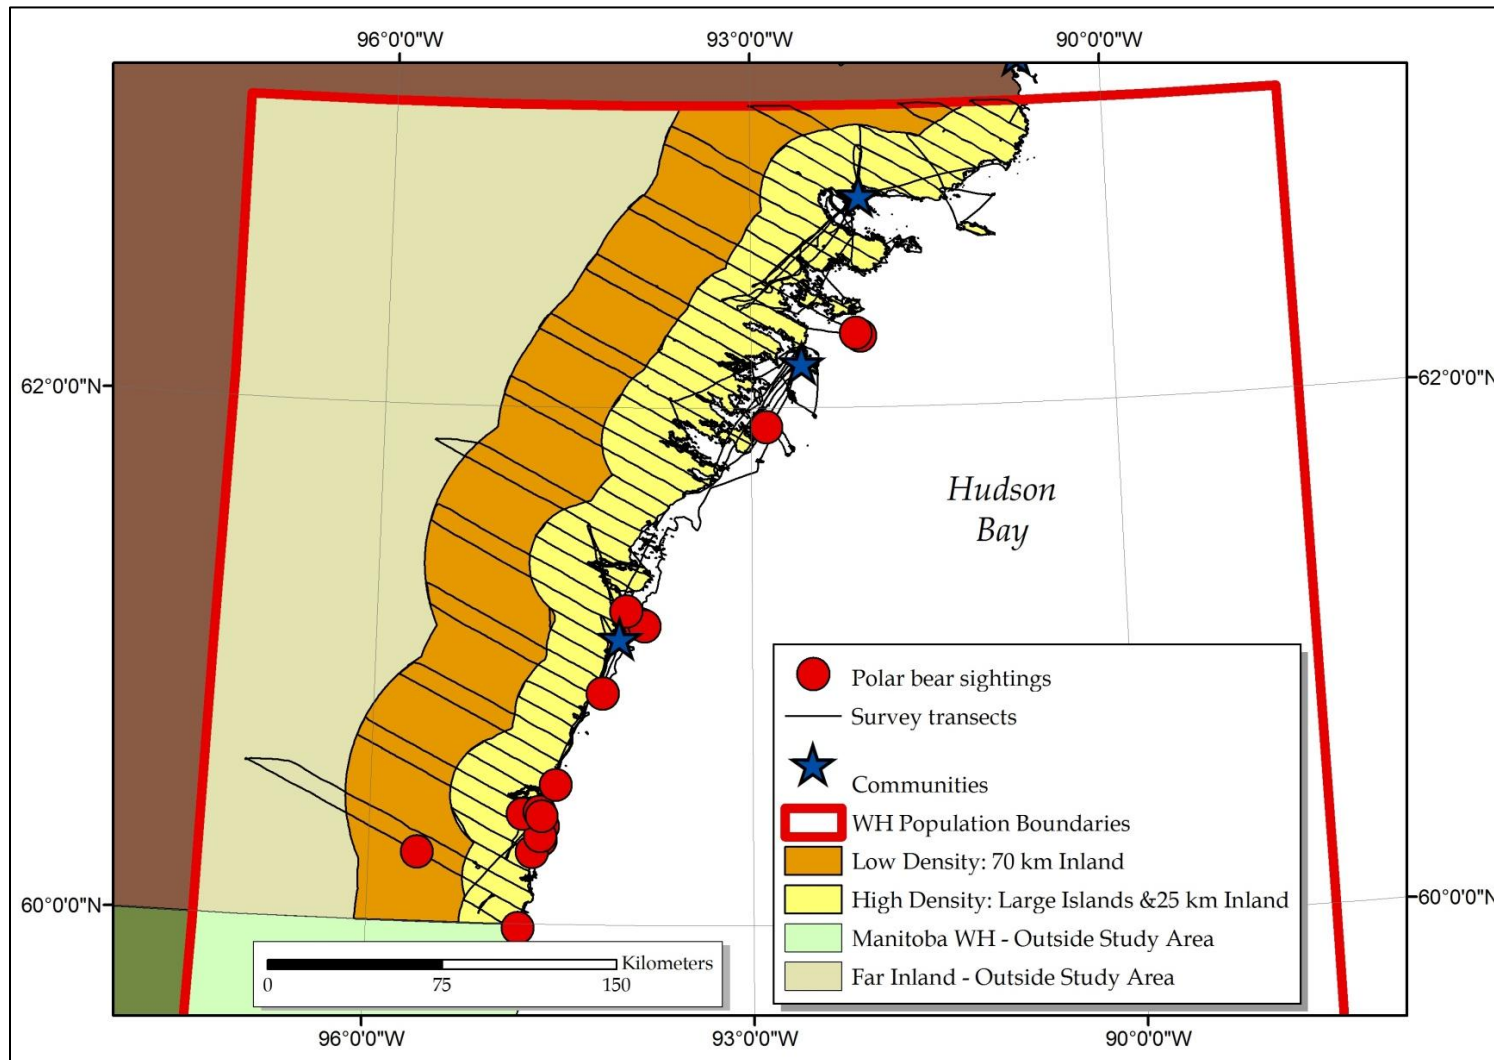 96°0'0"W 93°0'0"W 90°0'0"W
62°0'0"N 62°0'0"N
Hudson
Bay
Polar bear sightings
Survey transects
Communities
WH Population Boundaries
Low Density: 70 km Inland
High Density: Large Islands &25 km Inland
60°0'0"N 60°0'0"N
Manitoba WH - Outside Study Area
Far Inland - Outside Study Area
Kilometers
0 75 150
96°0'0"W 93°0'0"W 90°0'0"W